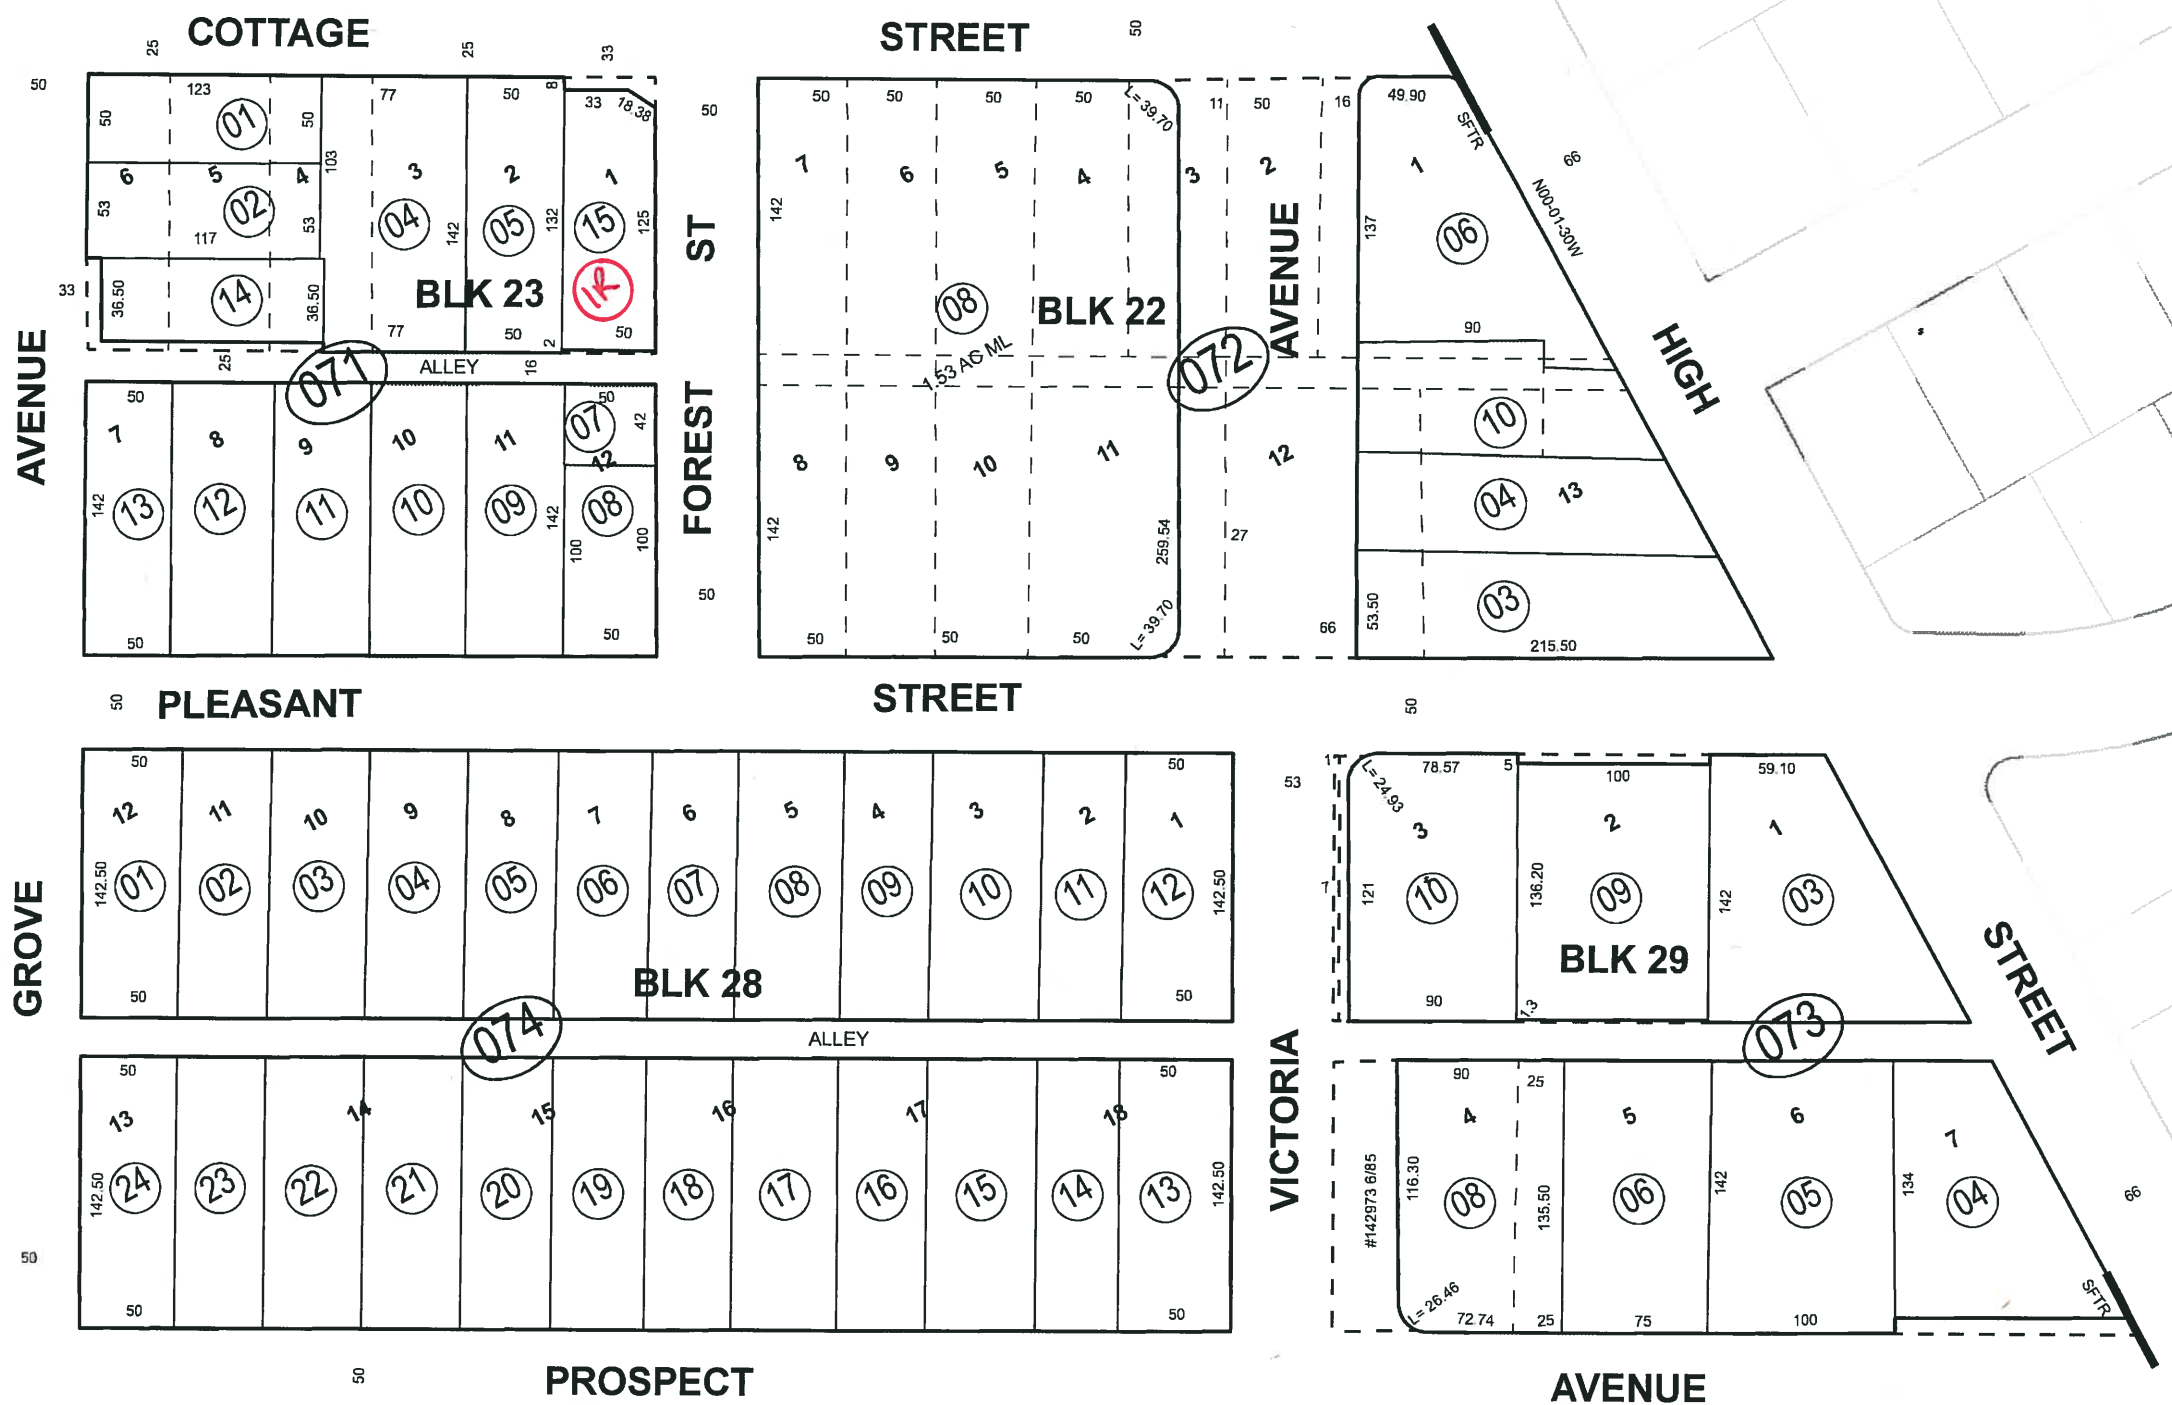 COTTAGE STREET
25 25 33 50
50
123 77 50 8 33 18.38
50 01 50
103
6 5 4 3 2 1
53 02 53 117
04 142 05 132 15 125
1R
33 36.50 14 36.50
BLK 23
77 50 2 50
25 ALLEY 16
071
50 50 42
7 8 9 10 11 07 12
142 13 12 11 10 09 142 08
100 100
50 50
AVENUE
50
ST
FOREST
50
50 50 50 50 L= 39.70 11 50 16
7 6 5 4 3 2
142
08
1.53 AC ML
BLK 22
072
AVENUE
8 9 10 11 12
142 259.54 27
50 50 50 L= 39.70 66
49.90
SFTR
1 66
137 06 N00-01-30W
90
10
04 13
03
53.50
215.50
HIGH
50 PLEASANT STREET 50
50 50
12 11 10 9 8 7 6 5 4 3 2 1
142.50 01 02 03 04 05 06 07 08 09 10 11 12 142.50
BLK 28
50 50
074
ALLEY
GROVE
50 50
13 14 15 16 17 18
142.50 24 23 22 21 20 19 18 17 16 15 14 13 142.50
50
50 50
53 1 L= 24.93 78.57 5 100 59.10
3 2 1
7 121 10 136.20 09 142 03
BLK 29
90 1.3
073
STREET
VICTORIA
90 25
4 5 6 7
#142973 6/85 116.30 08 135.50 06 142 05 134 04 66
L= 26.46 72.74 25 75 100 SFTR
50 PROSPECT AVENUE